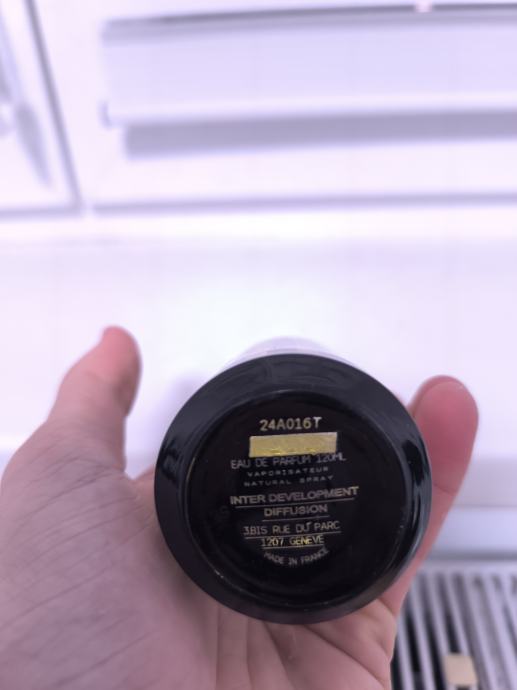 24A016T
EAU DE PARFUM 120ML
VAPORISATEUR
NATURAL SPRAY
INTER DEVELOPMENT
DIFFUSION
3BIS RUE DU PARC
1207 GENEVE
MADE IN FRANCE